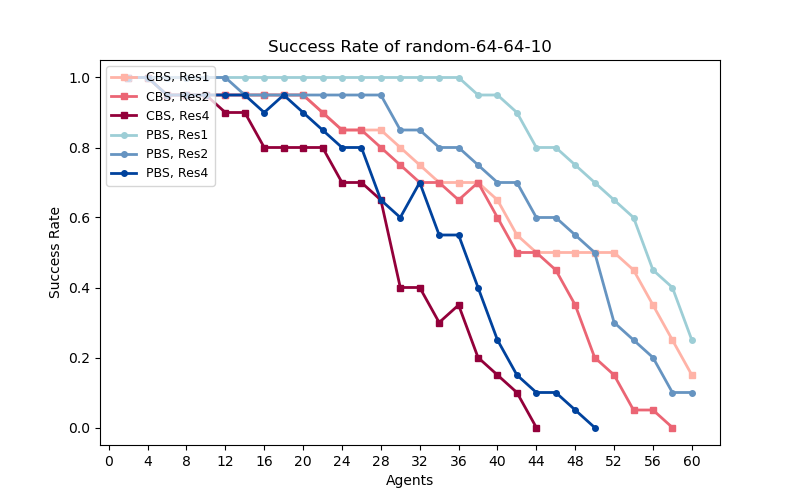 Success Rate of random-64-64-10
CBS, Res1
CBS, Res2
CBS, Res4
PBS, Res1
PBS, Res2
PBS, Res4
1.0
0.8
0.6
0.4
0.2
0.0
Success Rate
0 4 8 12 16 20 24 28 32 36 40 44 48 52 56 60
Agents